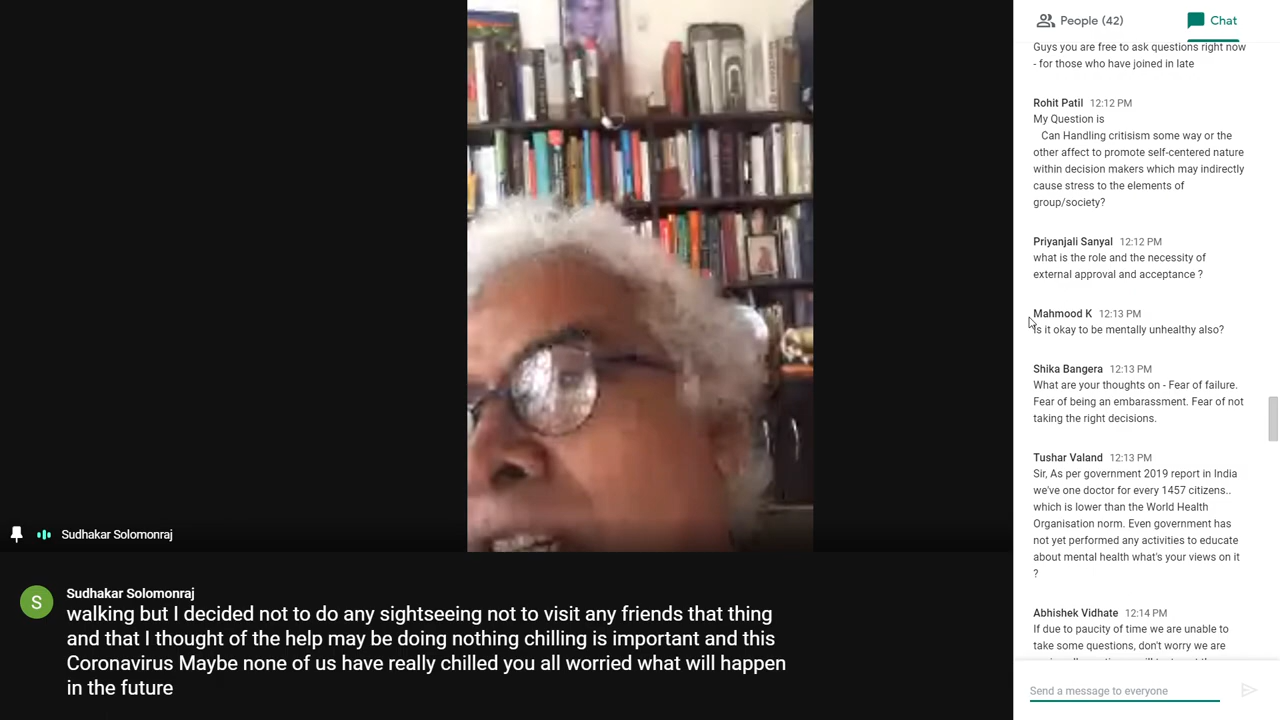 People (42)
Chat
Guys you are free to ask questions right now
- for those who have joined in late
Rohit Patil 12:12 PM
My Question is
Can Handling critisism some way or the
other affect to promote self-centered nature
within decision makers which may indirectly
cause stress to the elements of
group/society?
Priyanjali Sanyal 12:12 PM
what is the role and the necessity of
external approval and acceptance ?
Mahmood K 12:13 PM
Is it okay to be mentally unhealthy also?
Shika Bangera 12:13 PM
What are your thoughts on - Fear of failure.
Fear of being an embarassment. Fear of not
taking the right decisions.
Tushar Valand 12:13 PM
Sir, As per government 2019 report in India
we've one doctor for every 1457 citizens..
which is lower than the World Health
Organisation norm. Even government has
not yet performed any activities to educate
about mental health what's your views on it
?
Abhishek Vidhate 12:14 PM
If due to paucity of time we are unable to
take some questions, don't worry we are
Send a message to everyone
Sudhakar Solomonraj
S
Sudhakar Solomonraj
walking but I decided not to do any sightseeing not to visit any friends that thing
and that I thought of the help may be doing nothing chilling is important and this
Coronavirus Maybe none of us have really chilled you all worried what will happen
in the future